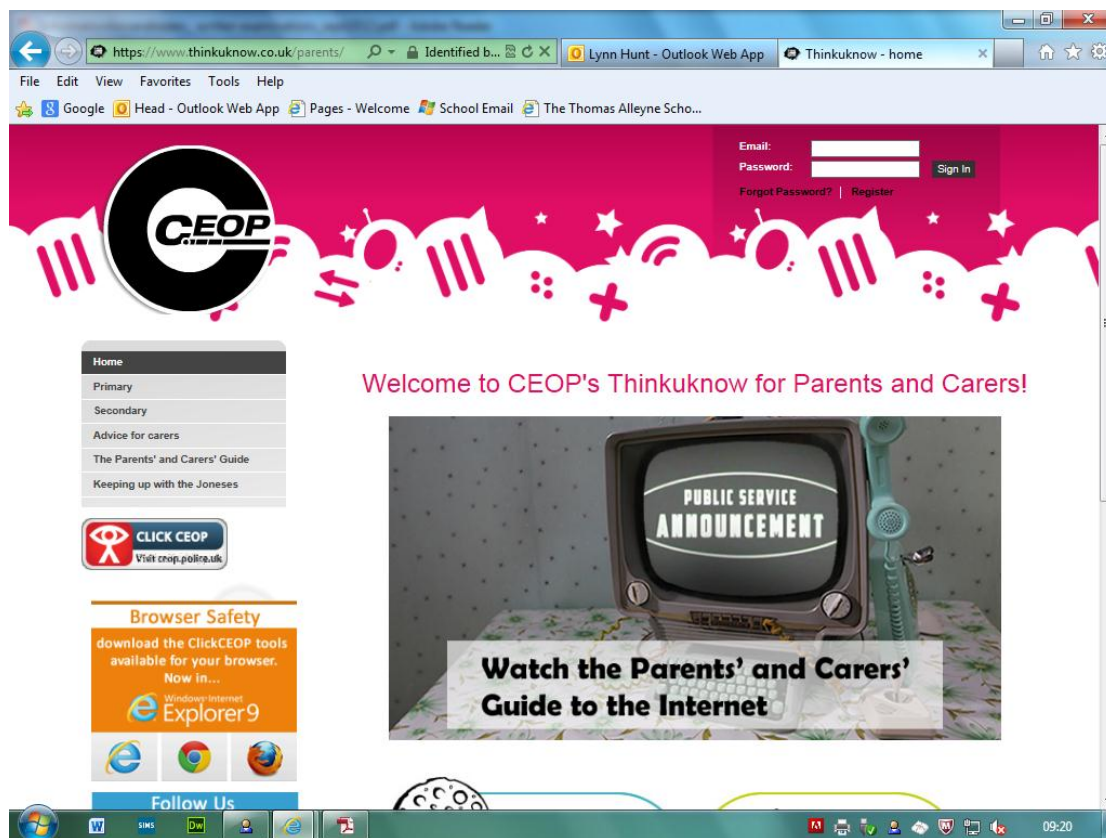 https://www.thinkuknow.co.uk/parents/
Identified b...
Lynn Hunt - Outlook Web App
Thinkuknow - home
File Edit View Favorites Tools Help
Google
Head - Outlook Web App
Pages - Welcome
School Email
The Thomas Alleyne Scho...
CEOP
Email:
Password:
Sign In
Forgot Password? | Register
Home
Primary
Secondary
Advice for carers
The Parents' and Carers' Guide
Keeping up with the Joneses
Welcome to CEOP's Thinkuknow for Parents and Carers!
PUBLIC SERVICE
ANNOUNCEMENT
Watch the Parents' and Carers'
Guide to the Internet
CLICK CEOP
Visit ceop.police.uk
Browser Safety
download the ClickCEOP tools
available for your browser.
Now in...
Windows Internet
Explorer 9
Follow Us
W
SIMS
Dw
09:20